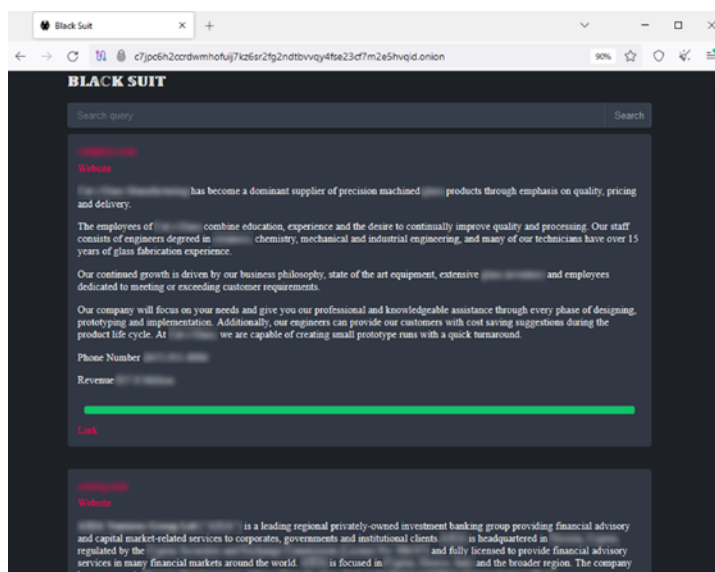 Black Suit
c7jpc6h2ccrdwmhofuij7kz6sr2fg2ndtbvvqy4fse23cf7m2e5hvqid.onion
90%
BLACK SUIT
Search query
Search
Website
has become a dominant supplier of precision machined products through emphasis on quality, pricing
and delivery.
The employees of combine education, experience and the desire to continually improve quality and processing. Our staff
consists of engineers degreed in chemistry, mechanical and industrial engineering, and many of our technicians have over 15
years of glass fabrication experience.
Our continued growth is driven by our business philosophy, state of the art equipment, extensive and employees
dedicated to meeting or exceeding customer requirements.
Our company will focus on your needs and give you our professional and knowledgeable assistance through every phase of designing,
prototyping and implementation. Additionally, our engineers can provide our customers with cost saving suggestions during the
product life cycle. At we are capable of creating small prototype runs with a quick turnaround.
Phone Number
Revenue
Link
Website
is a leading regional privately-owned investment banking group providing financial advisory
and capital market-related services to corporates, governments and institutional clients. is headquartered in
regulated by the and fully licensed to provide financial advisory
services in many financial markets around the world. is focused in and the broader region. The company